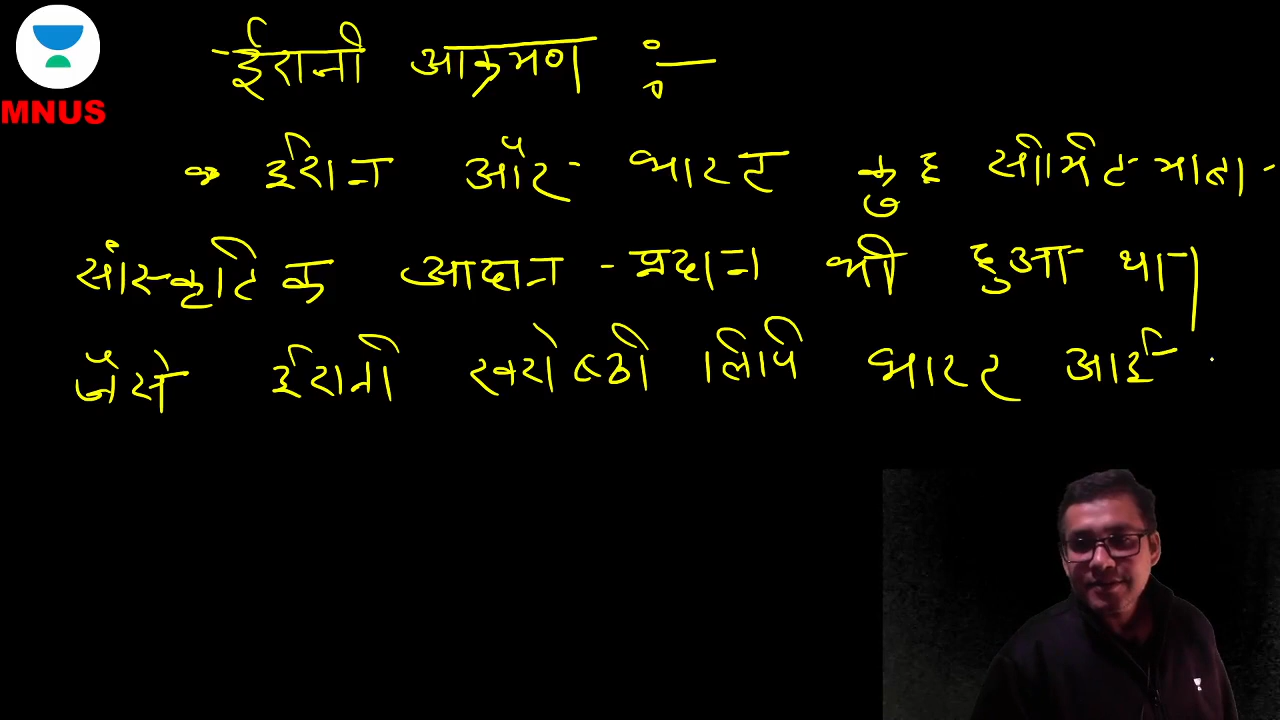 MNUS
ईरानी आक्रमण :-
ईरान और भारत कुछ सीमित मात्रा -
सांस्कृतिक आदान - प्रदान भी हुआ था।
जैसे ईरानी खरोष्ठी लिपि भारत आई